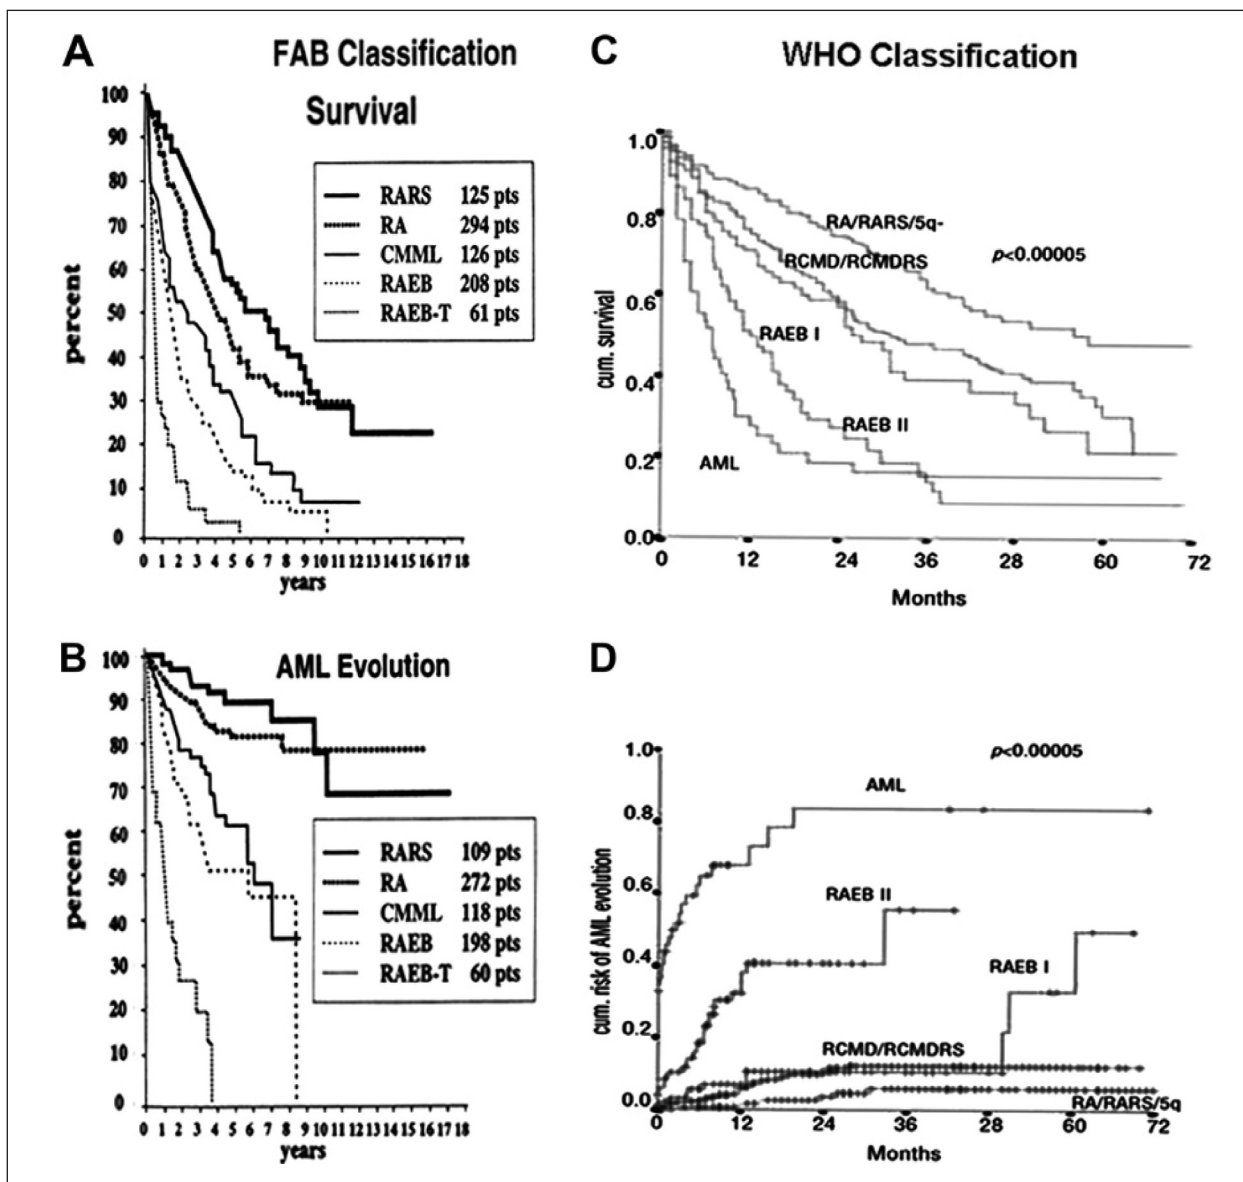 A
FAB Classification
Survival
percent
100
90
80
70
60
50
40
30
20
10
0
RARS 125 pts
RA 294 pts
CMML 126 pts
RAEB 208 pts
RAEB-T 61 pts
0 1 2 3 4 5 6 7 8 9 10 11 12 13 14 15 16 17 18
years
B
AML Evolution
percent
100
90
80
70
60
50
40
30
20
10
0
RARS 109 pts
RA 272 pts
CMML 118 pts
RAEB 198 pts
RAEB-T 60 pts
0 1 2 3 4 5 6 7 8 9 10 11 12 13 14 15 16 17 18
years
C
WHO Classification
cum. survival
1.0
0.8
0.6
0.4
0.2
0.0
RA/RARS/5q-
p<0.00005
RCMD/RCMDRS
RAEB I
RAEB II
AML
0 12 24 36 28 60 72
Months
D
cum. risk of AML evolution
1.0
0.8
0.6
0.4
0.2
0.0
p<0.00005
AML
RAEB II
RAEB I
RCMD/RCMDRS
RA/RARS/5q
0 12 24 36 28 60 72
Months